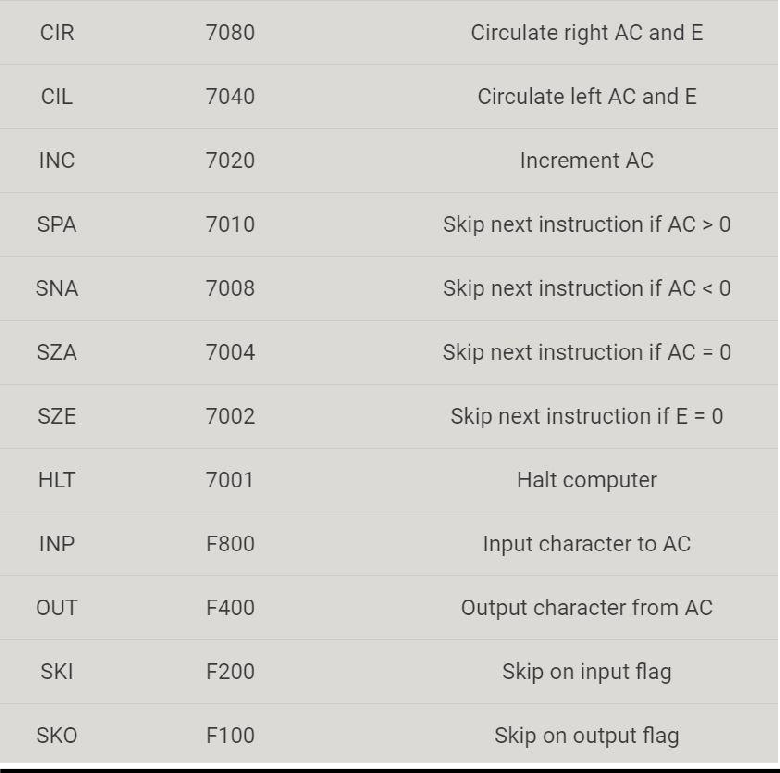 CIR 7080 Circulate right AC and E
CIL 7040 Circulate left AC and E
INC 7020 Increment AC
SPA 7010 Skip next instruction if AC > 0
SNA 7008 Skip next instruction if AC < 0
SZA 7004 Skip next instruction if AC = 0
SZE 7002 Skip next instruction if E = 0
HLT 7001 Halt computer
INP F800 Input character to AC
OUT F400 Output character from AC
SKI F200 Skip on input flag
SKO F100 Skip on output flag